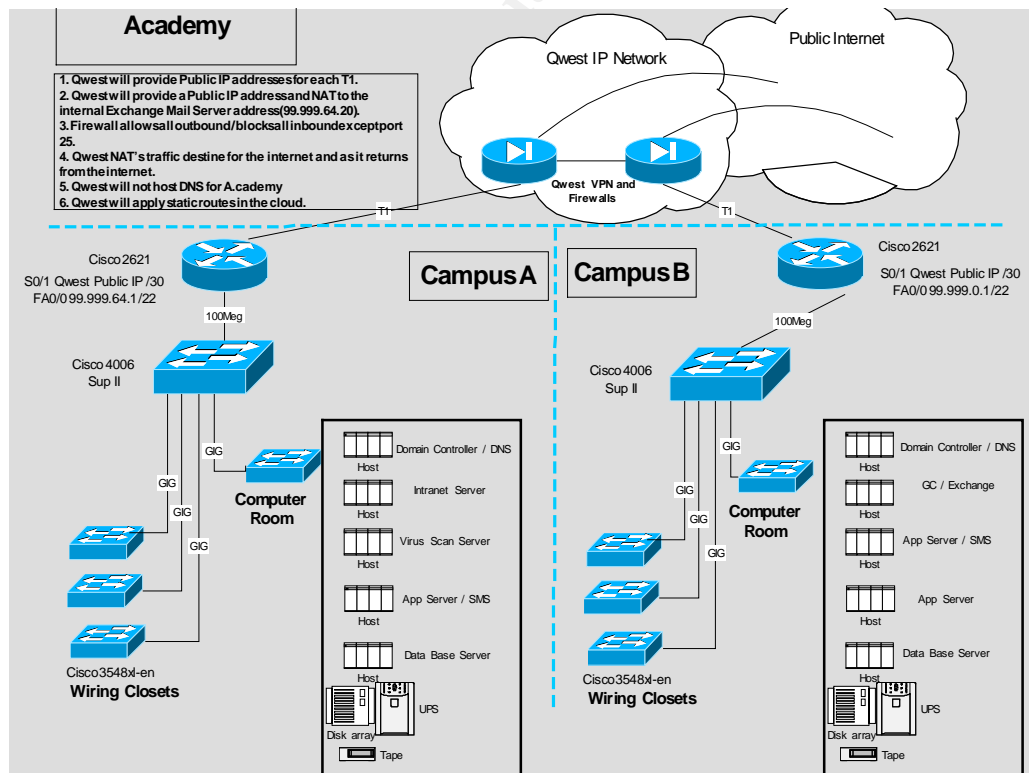 Academy
1. Qwest will provide Public IP addresses for each T1.
2. Qwest will provide a Public IP address and NAT to the
internal Exchange Mail Server address(99.999.64.20).
3. Firewall allows all outbound/blocks all inbound except port
25.
4. Qwest NAT's traffic destine for the internet and as it returns
from the internet.
5. Qwest will not host DNS for A.cademy
6. Qwest will apply static routes in the cloud.
Qwest IP Network
Public Internet
Qwest VPN and
Firewalls
T1
T1
Cisco 2621
S0/1 Qwest Public IP /30
FA0/0 99.999.64.1/22
Campus A
Campus B
Cisco 2621
S0/1 Qwest Public IP /30
FA0/0 99.999.0.1/22
100Meg
Cisco 4006
Sup II
GIG
GIG
GIG
GIG
Computer
Room
Cisco3548xl-en
Wiring Closets
Domain Controller / DNS
Host
Intranet Server
Host
Virus Scan Server
Host
App Server / SMS
Host
Data Base Server
Host
UPS
Disk array
Tape
100Meg
Cisco 4006
Sup II
GIG
GIG
GIG
GIG
Computer
Room
Cisco3548xl-en
Wiring Closets
Domain Controller / DNS
Host
GC / Exchange
Host
App Server / SMS
Host
App Server
Host
Data Base Server
Host
UPS
Disk array
Tape